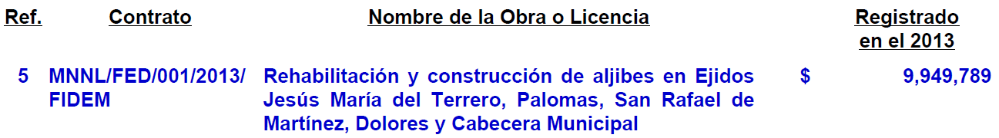 Ref. Contrato Nombre de la Obra o Licencia Registrado
en el 2013
5 MNNL/FED/001/2013/ Rehabilitación y construcción de aljibes en Ejidos $ 9,949,789
FIDEM Jesús María del Terrero, Palomas, San Rafael de
Martínez, Dolores y Cabecera Municipal